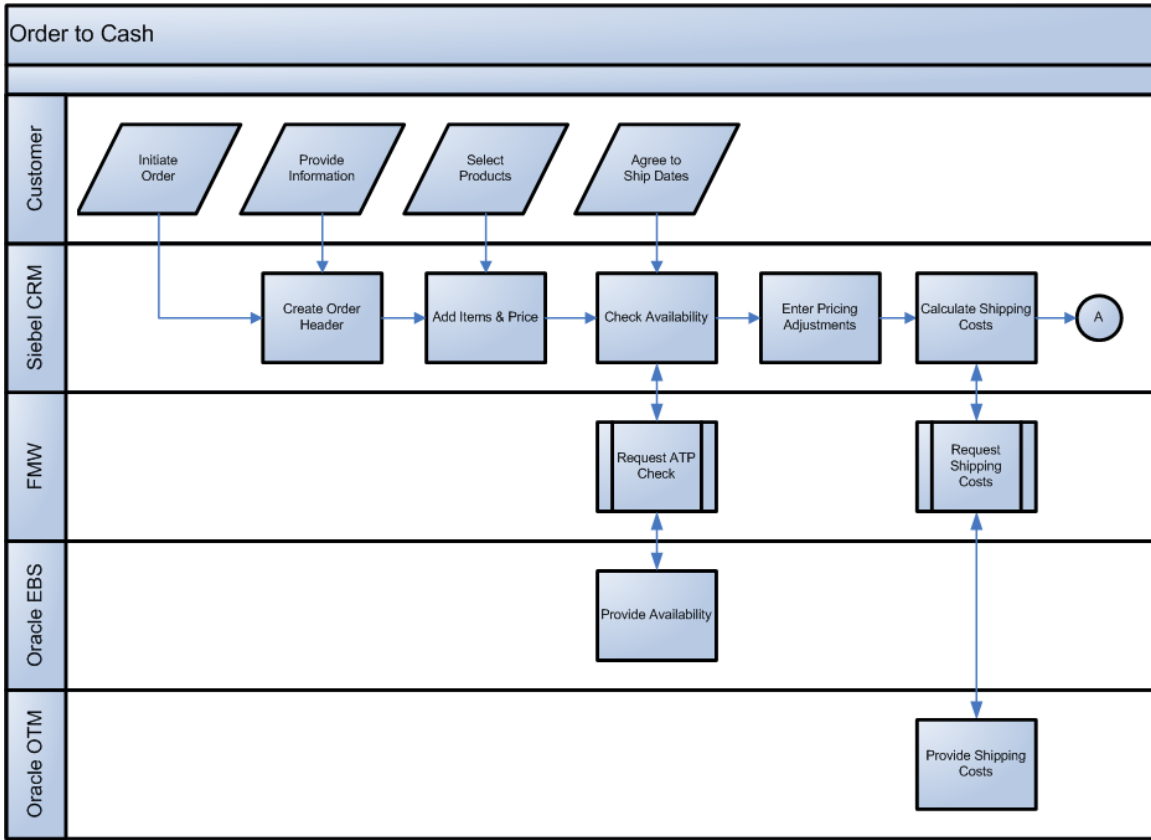 Order to Cash
Customer
Initiate
Order
Provide
Information
Select
Products
Agree to
Ship Dates
Siebel CRM
Create Order
Header
Add Items & Price
Check Availability
Enter Pricing
Adjustments
Calculate Shipping
Costs
A
FMW
Request ATP
Check
Request
Shipping
Costs
Oracle EBS
Provide Availability
Oracle OTM
Provide Shipping
Costs